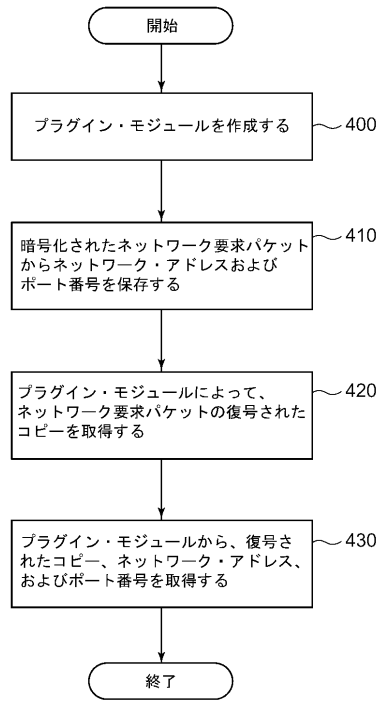 開始
プラグイン・モジュールを作成する
400
暗号化されたネットワーク要求パケット
からネットワーク・アドレスおよび
ポート番号を保存する
410
プラグイン・モジュールによって、
ネットワーク要求パケットの復号された
コピーを取得する
420
プラグイン・モジュールから、復号さ
れたコピー、ネットワーク・アドレス、
およびポート番号を取得する
430
終了